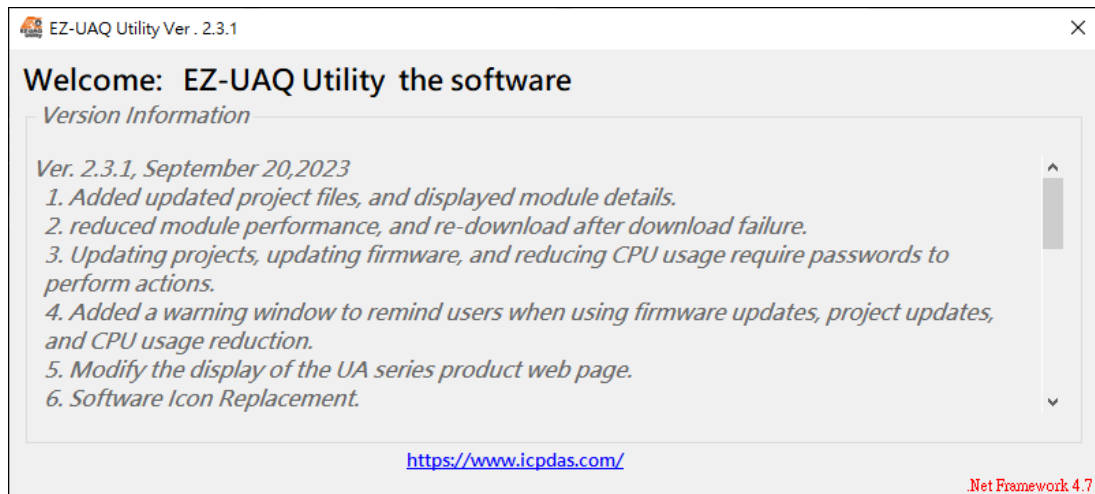 EZ-UAQ Utility Ver . 2.3.1
Welcome: EZ-UAQ Utility the software
Version Information
Ver. 2.3.1, September 20,2023
1. Added updated project files, and displayed module details.
2. reduced module performance, and re-download after download failure.
3. Updating projects, updating firmware, and reducing CPU usage require passwords to
perform actions.
4. Added a warning window to remind users when using firmware updates, project updates,
and CPU usage reduction.
5. Modify the display of the UA series product web page.
6. Software Icon Replacement.
https://www.icpdas.com/
.Net Framework 4.7